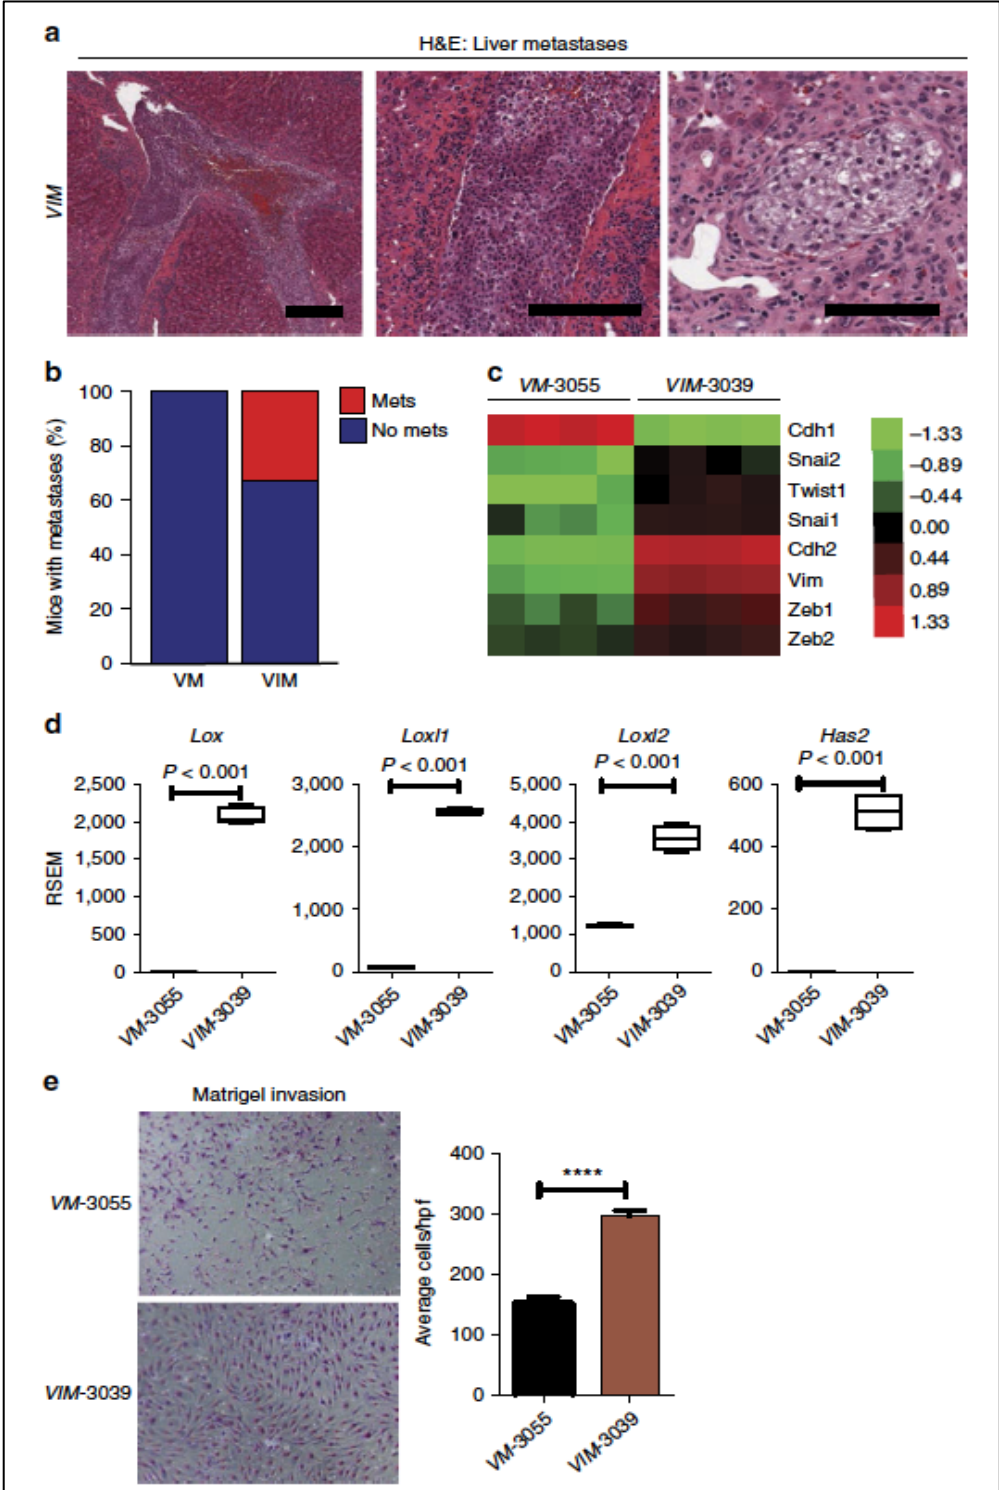 a
H&E: Liver metastases
VIM
b
100
80
60
40
20
0
Mice with metastases (%)
VM
VIM
Mets
No mets
c
VM-3055
VIM-3039
Cdh1
Snai2
Twist1
Snai1
Cdh2
Vim
Zeb1
Zeb2
−1.33
−0.89
−0.44
0.00
0.44
0.89
1.33
d
RSEM
Lox
P < 0.001
2,500
2,000
1,500
1,000
500
0
VM-3055
VIM-3039
Loxl1
P < 0.001
3,000
2,000
1,000
0
VM-3055
VIM-3039
Loxl2
P < 0.001
5,000
4,000
3,000
2,000
1,000
0
VM-3055
VIM-3039
Has2
P < 0.001
600
400
200
0
VM-3055
VIM-3039
e
Matrigel invasion
VM-3055
VIM-3039
Average cells/hpf
400
300
200
100
0
****
VM-3055
VIM-3039